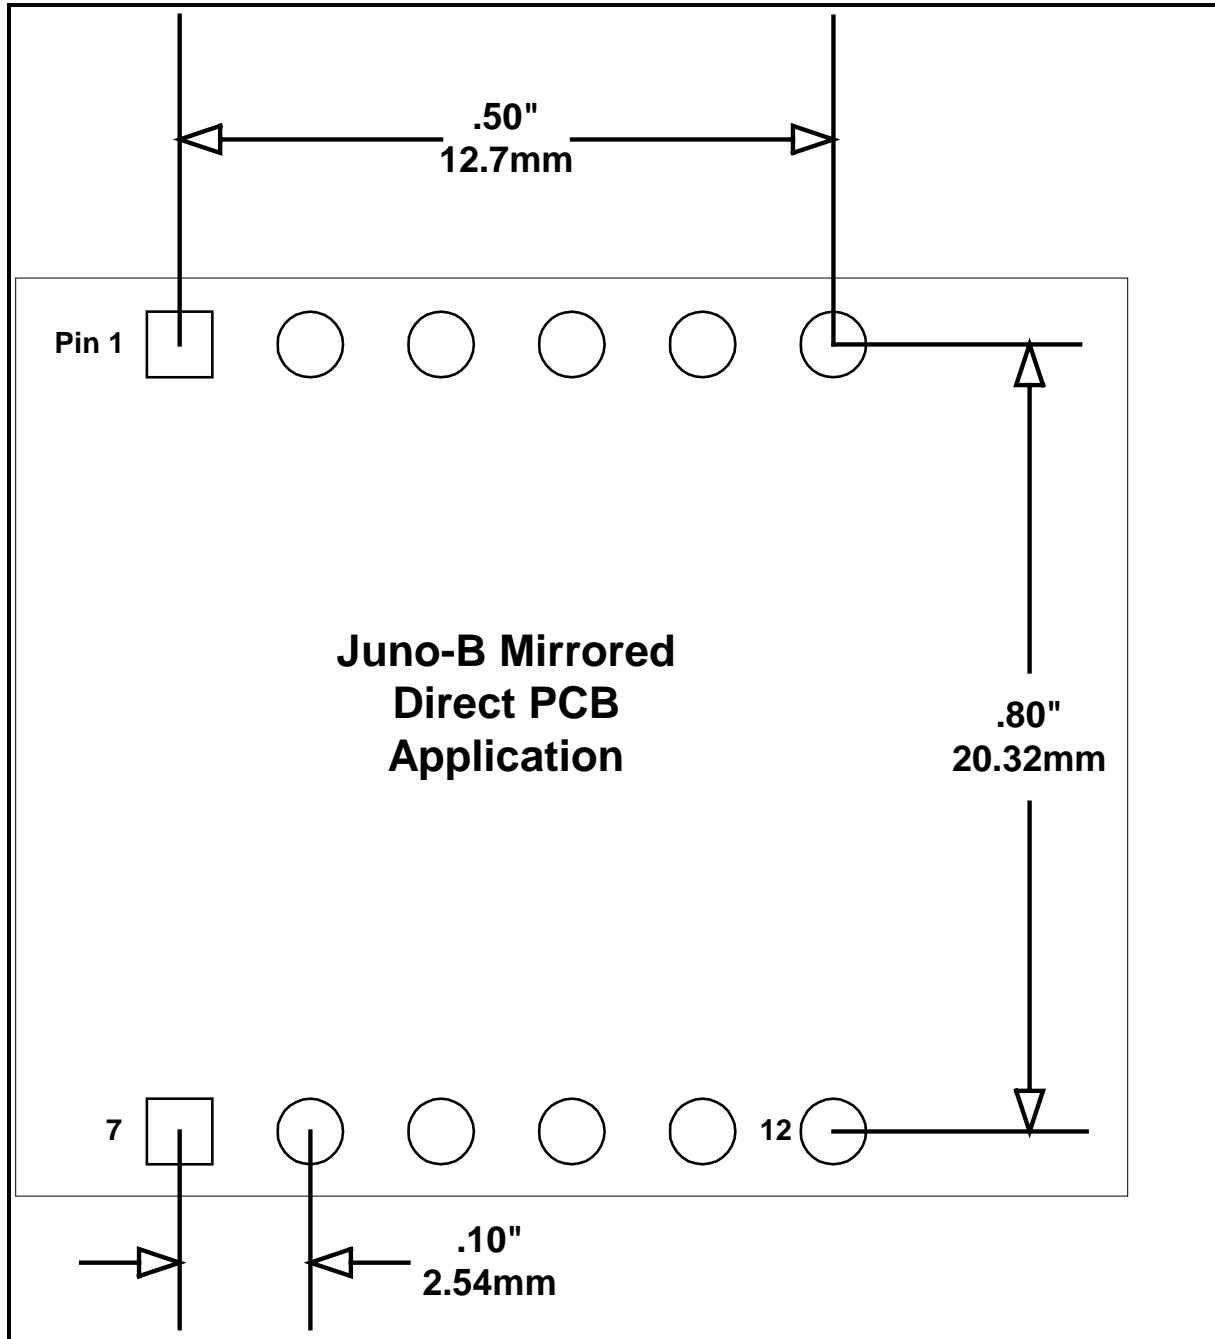 .50"
12.7mm
Pin 1
Juno-B Mirrored
Direct PCB
Application
.80"
20.32mm
7
12
.10"
2.54mm